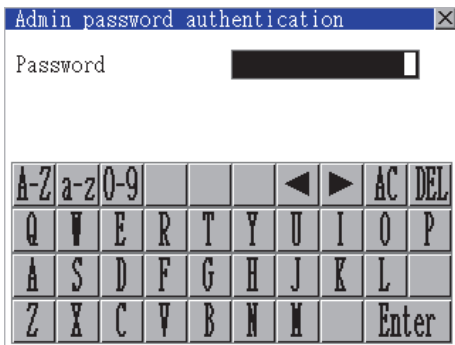 Admin password authentication ×
Password
A-Z a-z 0-9 ◀ ▶ AC DEL
Q W E R T Y U I O P
A S D F G H J K L
Z X C V B N M Enter